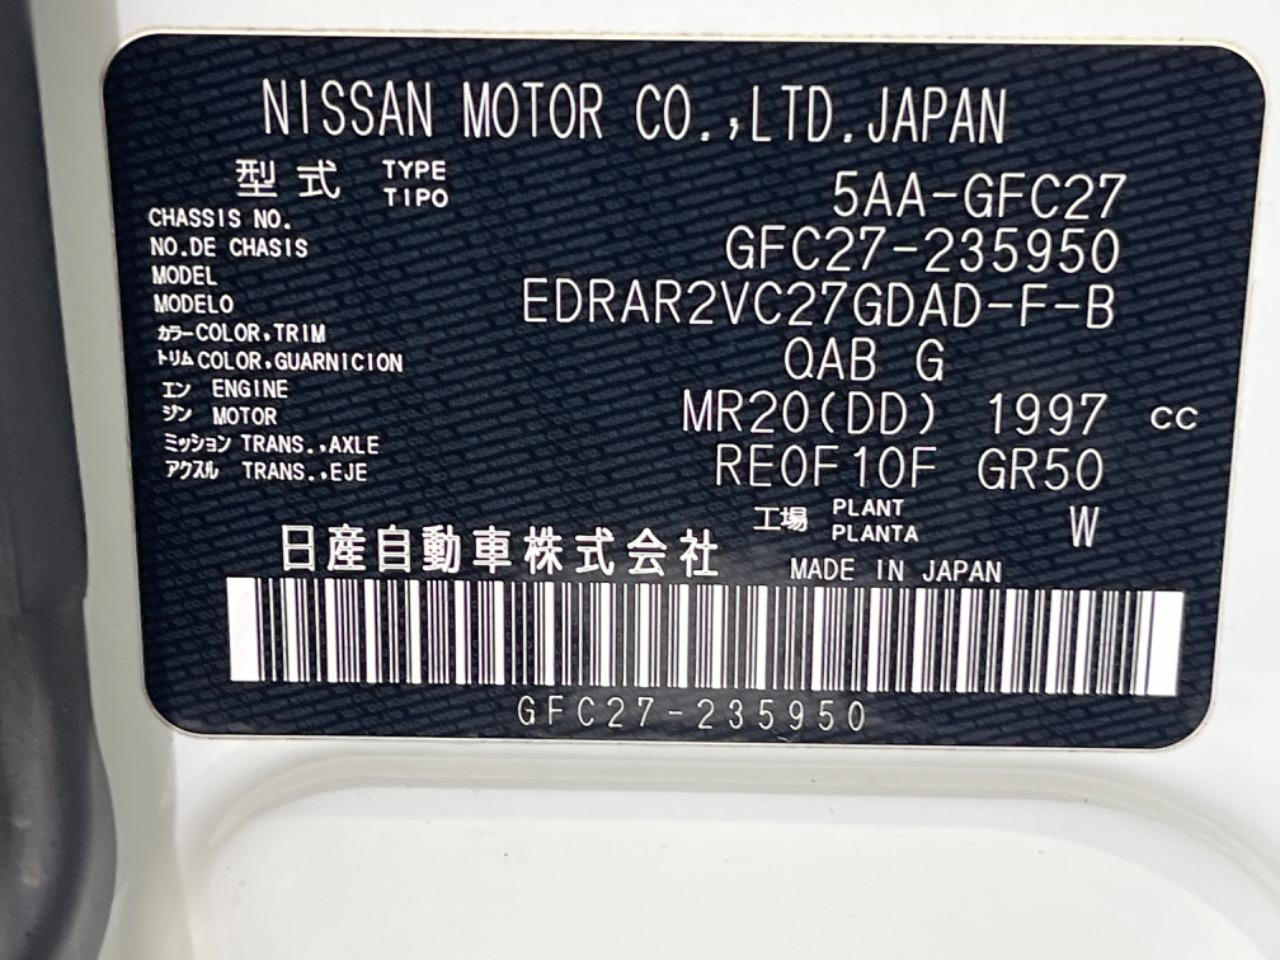 NISSAN MOTOR CO.,LTD.JAPAN
型式 TYPE TIPO 5AA-GFC27
CHASSIS NO.
NO.DE CHASIS GFC27-235950
MODEL
MODELO EDRAR2VC27GDAD-F-B
カラー COLOR,TRIM
トリム COLOR,GUARNICION QAB G
エン ENGINE
ジン MOTOR MR20(DD) 1997 CC
ミッション TRANS.,AXLE
アクスル TRANS.,EJE RE0F10F GR50
工場 PLANT PLANTA W
日産自動車株式会社 MADE IN JAPAN
GFC27-235950